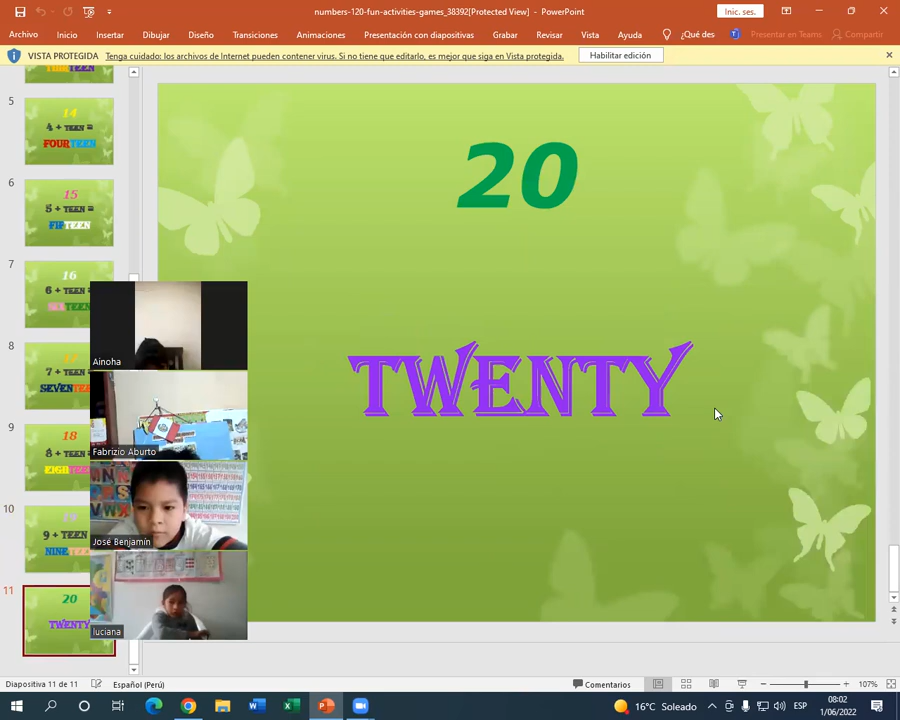 numbers-120-fun-activities-games_38392[Protected View] - PowerPoint
Inic. ses.
Archivo Inicio Insertar Dibujar Diseño Transiciones Animaciones Presentación con diapositivas Grabar Revisar Vista Ayuda ¿Qué des Presentar en Teams Compartir
VISTA PROTEGIDA Tenga cuidado: los archivos de Internet pueden contener virus. Si no tiene que editarlo, es mejor que siga en Vista protegida. Habilitar edición
5
14
4 + TEEN =
FOURTEEN
6
15
5 + TEEN =
FIFTEEN
7
16
6 + TEEN =
8
7 + TEEN =
9
18
8 + TEEN =
10
9 + TEEN
11
20
TWENTY
20
TWENTY
Ainoha
Fabrizio Aburto
José Benjamín
luciana
Diapositiva 11 de 11 Español (Perú) Comentarios 107%
16°C Soleado ESP 08:02
1/06/2022